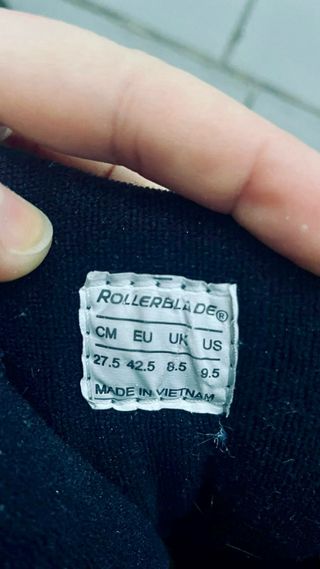 ROLLERBLADE®
CM EU UK US
27.5 42.5 8.5 9.5
MADE IN VIETNAM